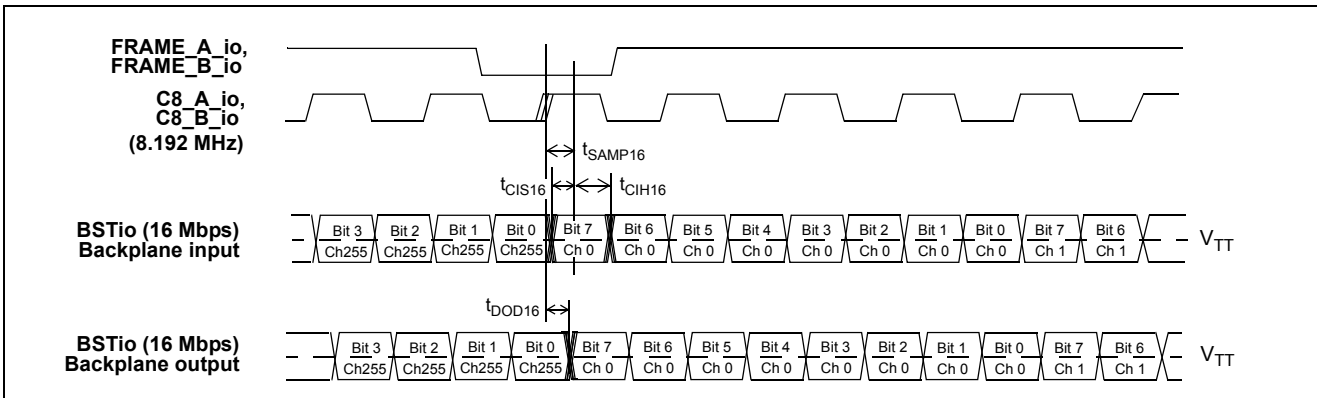 FRAME_A_io,
FRAME_B_io
C8_A_io,
C8_B_io
(8.192 MHz)
tSAMP16
tCIS16
tCIH16
BSTio (16 Mbps)
Backplane input
Bit 3 Bit 2 Bit 1 Bit 0 Bit 7 Bit 6 Bit 5 Bit 4 Bit 3 Bit 2 Bit 1 Bit 0 Bit 7 Bit 6
Ch255 Ch255 Ch255 Ch255 Ch 0 Ch 0 Ch 0 Ch 0 Ch 0 Ch 0 Ch 0 Ch 0 Ch 1 Ch 1
VTT
tDOD16
BSTio (16 Mbps)
Backplane output
Bit 3 Bit 2 Bit 1 Bit 0 Bit 7 Bit 6 Bit 5 Bit 4 Bit 3 Bit 2 Bit 1 Bit 0 Bit 7 Bit 6
Ch255 Ch255 Ch255 Ch255 Ch 0 Ch 0 Ch 0 Ch 0 Ch 0 Ch 0 Ch 0 Ch 0 Ch 1 Ch 1
VTT